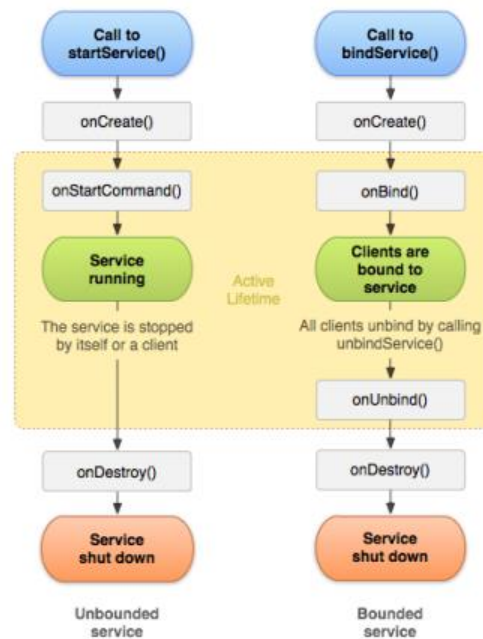 Call to
startService()
onCreate()
onStartCommand()
Service
running
The service is stopped
by itself or a client
onDestroy()
Service
shut down
Unbounded
service
Active
Lifetime
Call to
bindService()
onCreate()
onBind()
Clients are
bound to
service
All clients unbind by calling
unbindService()
onUnbind()
onDestroy()
Service
shut down
Bounded
service